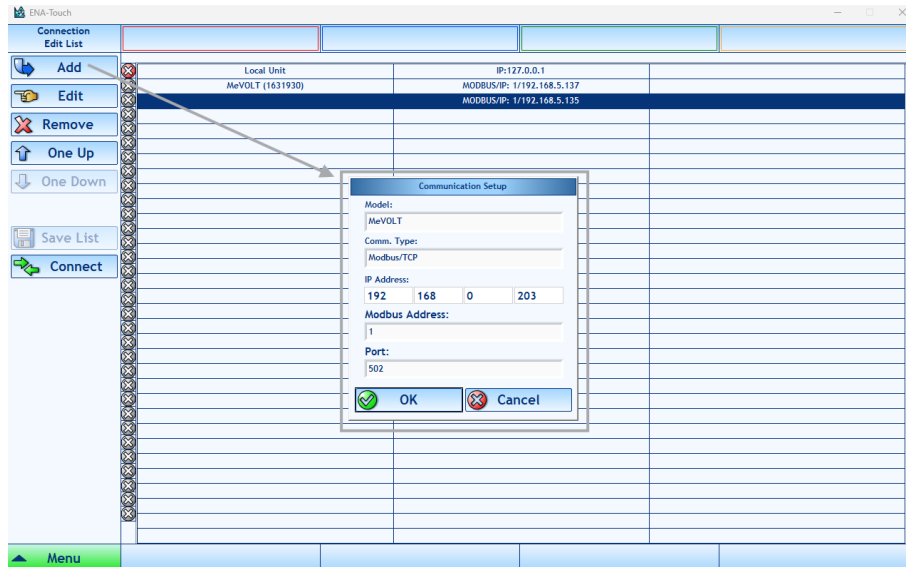 ENA-Touch
Connection
Edit List
Add
Edit
Remove
One Up
One Down
Save List
Connect
Local Unit IP:127.0.0.1
MeVOLT (1631930) MODBUS/IP: 1/192.168.5.137
MODBUS/IP: 1/192.168.5.135
Communication Setup
Model:
MeVOLT
Comm. Type:
Modbus/TCP
IP Address:
192 168 0 203
Modbus Address:
1
Port:
502
OK Cancel
Menu